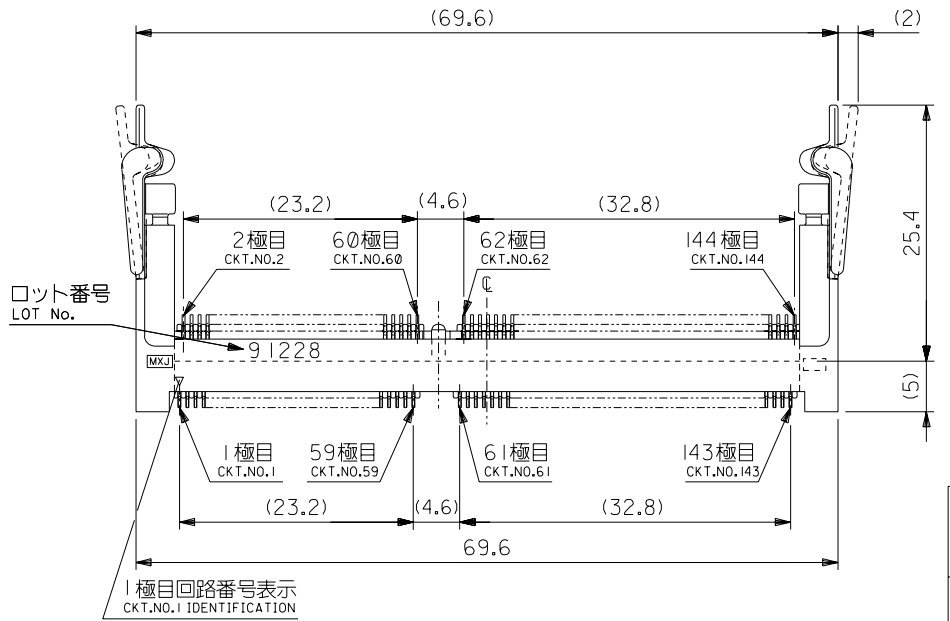 (69.6)
(2)
(23.2)
(4.6)
(32.8)
2極目
CKT.NO.2
60極目
CKT.NO.60
62極目
CKT.NO.62
144極目
CKT.NO.144
25.4
℄
ロット番号
LOT No.
91228
MXJ
(5)
1極目
CKT.NO.1
59極目
CKT.NO.59
61極目
CKT.NO.61
143極目
CKT.NO.143
(23.2)
(4.6)
(32.8)
69.6
1極目回路番号表示
CKT.NO.1 IDENTIFICATION